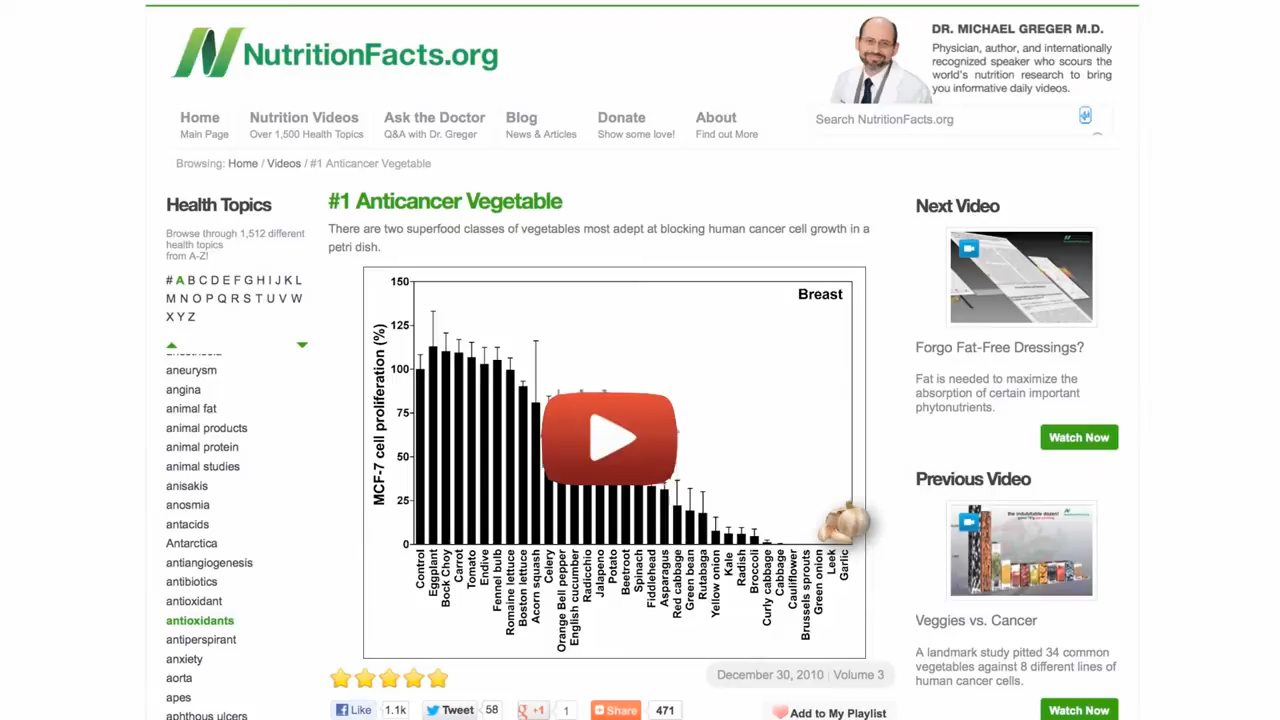 NutritionFacts.org
DR. MICHAEL GREGER M.D.
Physician, author, and internationally
recognized speaker who scours the
world's nutrition research to bring
you informative daily videos.
Home
Main Page
Nutrition Videos
Over 1,500 Health Topics
Ask the Doctor
Q&A with Dr. Greger
Blog
News & Articles
Donate
Show some love!
About
Find out More
Search NutritionFacts.org
Browsing: Home / Videos / #1 Anticancer Vegetable
Health Topics
Browse through 1,512 different
health topics
from A-Z!
# A B C D E F G H I J K L
M N O P Q R S T U V W
X Y Z
aneurysm
angina
animal fat
animal products
animal protein
animal studies
anisakis
anosmia
antacids
Antarctica
antiangiogenesis
antibiotics
antioxidant
antioxidants
antiperspirant
anxiety
aorta
apes
aphthous ulcers
#1 Anticancer Vegetable
There are two superfood classes of vegetables most adept at blocking human cancer cell growth in a
petri dish.
Breast
MCF-7 cell proliferation (%)
150
125
100
75
50
25
0
Control
Eggplant
Bock Choy
Carrot
Tomato
Endive
Fennel bulb
Romaine lettuce
Boston lettuce
Acorn squash
Celery
Orange Bell pepper
English cucumber
Radicchio
Jalapeno
Potato
Beetroot
Spinach
Fiddlehead
Asparagus
Red cabbage
Green bean
Rutabaga
Yellow onion
Kale
Radish
Broccoli
Curly cabbage
Cabbage
Cauliflower
Brussels sprouts
Green onion
Leek
Garlic
December 30, 2010 | Volume 3
Like
1.1k
Tweet
58
+1
1
Share
471
Add to My Playlist
Next Video
Forgo Fat-Free Dressings?
Fat is needed to maximize the
absorption of certain important
phytonutrients.
Watch Now
Previous Video
Veggies vs. Cancer
A landmark study pitted 34 common
vegetables against 8 different lines of
human cancer cells.
Watch Now